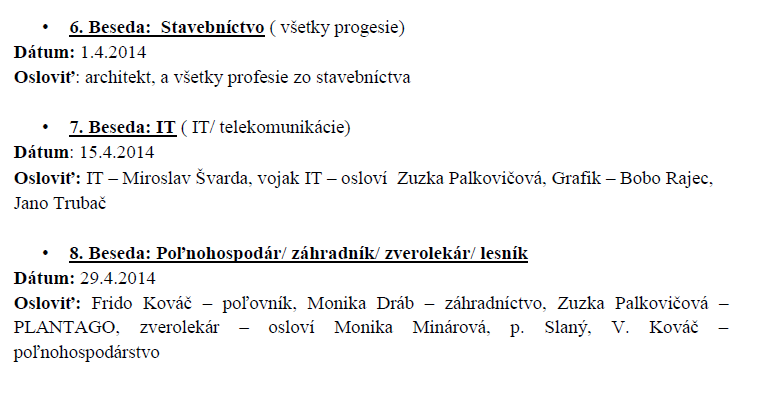 • 6. Beseda: Stavebníctvo ( všetky progesie)
Dátum: 1.4.2014
Osloviť: architekt, a všetky profesie zo stavebníctva
• 7. Beseda: IT ( IT/ telekomunikácie)
Dátum: 15.4.2014
Osloviť: IT – Miroslav Švarda, vojak IT – osloví Zuzka Palkovičová, Grafik – Bobo Rajec,
Jano Trubač
• 8. Beseda: Poľnohospodár/ záhradník/ zverolekár/ lesník
Dátum: 29.4.2014
Osloviť: Frido Kováč – poľovník, Monika Dráb – záhradníctvo, Zuzka Palkovičová –
PLANTAGO, zverolekár – osloví Monika Minárová, p. Slaný, V. Kováč –
poľnohospodárstvo